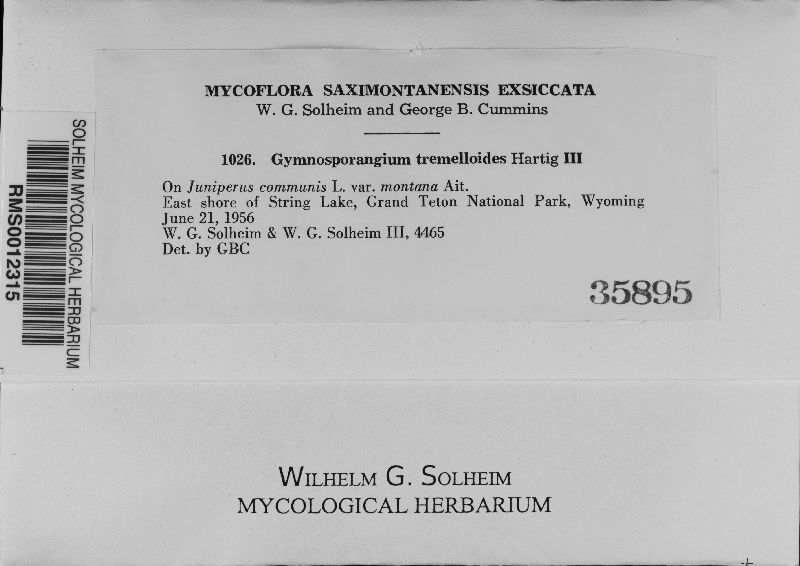 MYCOFLORA SAXIMONTANENSIS EXSICCATA
W. G. Solheim and George B. Cummins
1026. Gymnosporangium tremelloides Hartig III
On Juniperus communis L. var. montana Ait.
East shore of String Lake, Grand Teton National Park, Wyoming
June 21, 1956
W. G. Solheim & W. G. Solheim III, 4465
Det. by GBC
35895
SOLHEIM MYCOLOGICAL HERBARIUM
RMS0012315
WILHELM G. SOLHEIM
MYCOLOGICAL HERBARIUM